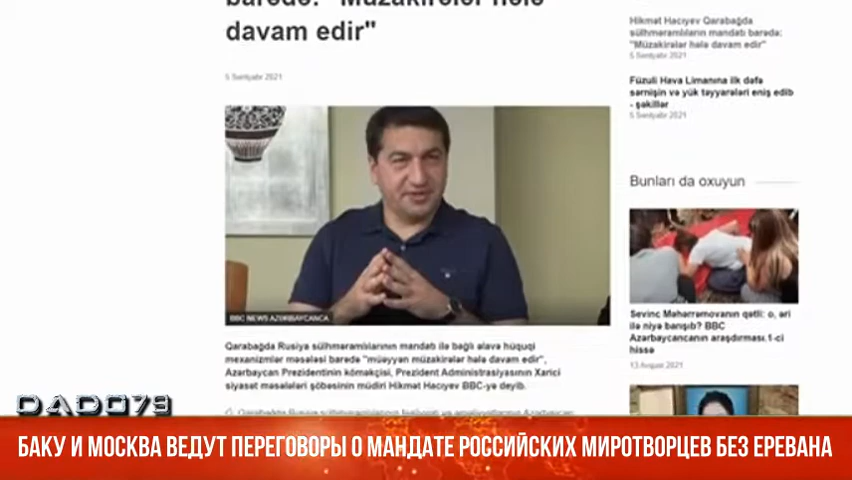 barədə: "Müzakirələr hələ
davam edir"
5 Sentyabr 2021
BBC NEWS AZƏRBAYCANCA
Qarabağda Rusiya sülhməramlılarının mandatı ilə bağlı əlavə hüquqi
mexanizmlər məsələsi barədə "müəyyən müzakirələr hələ davam edir",
Azərbaycan Prezidentinin köməkçisi, Prezident Administrasiyasının Xarici
siyasət məsələləri şöbəsinin müdiri Hikmət Hacıyev BBC-yə deyib.
Hikmət Hacıyev Qarabağda
sülhməramlıların mandatı barədə:
"Müzakirələr hələ davam edir"
5 Sentyabr 2021
Füzuli Hava Limanına ilk dəfə
sərnişin və yük təyyarələri eniş edib
- şəkillər
5 Sentyabr 2021
Bunları da oxuyun
Sevinc Məhərrəmovanın qətli: o, əri
ilə niyə barışıb? BBC
Azərbaycancanın araşdırması.1-ci
hissə
13 Avqust 2021
DADO79
БАКУ И МОСКВА ВЕДУТ ПЕРЕГОВОРЫ О МАНДАТЕ РОССИЙСКИХ МИРОТВОРЦЕВ БЕЗ ЕРЕВАНА